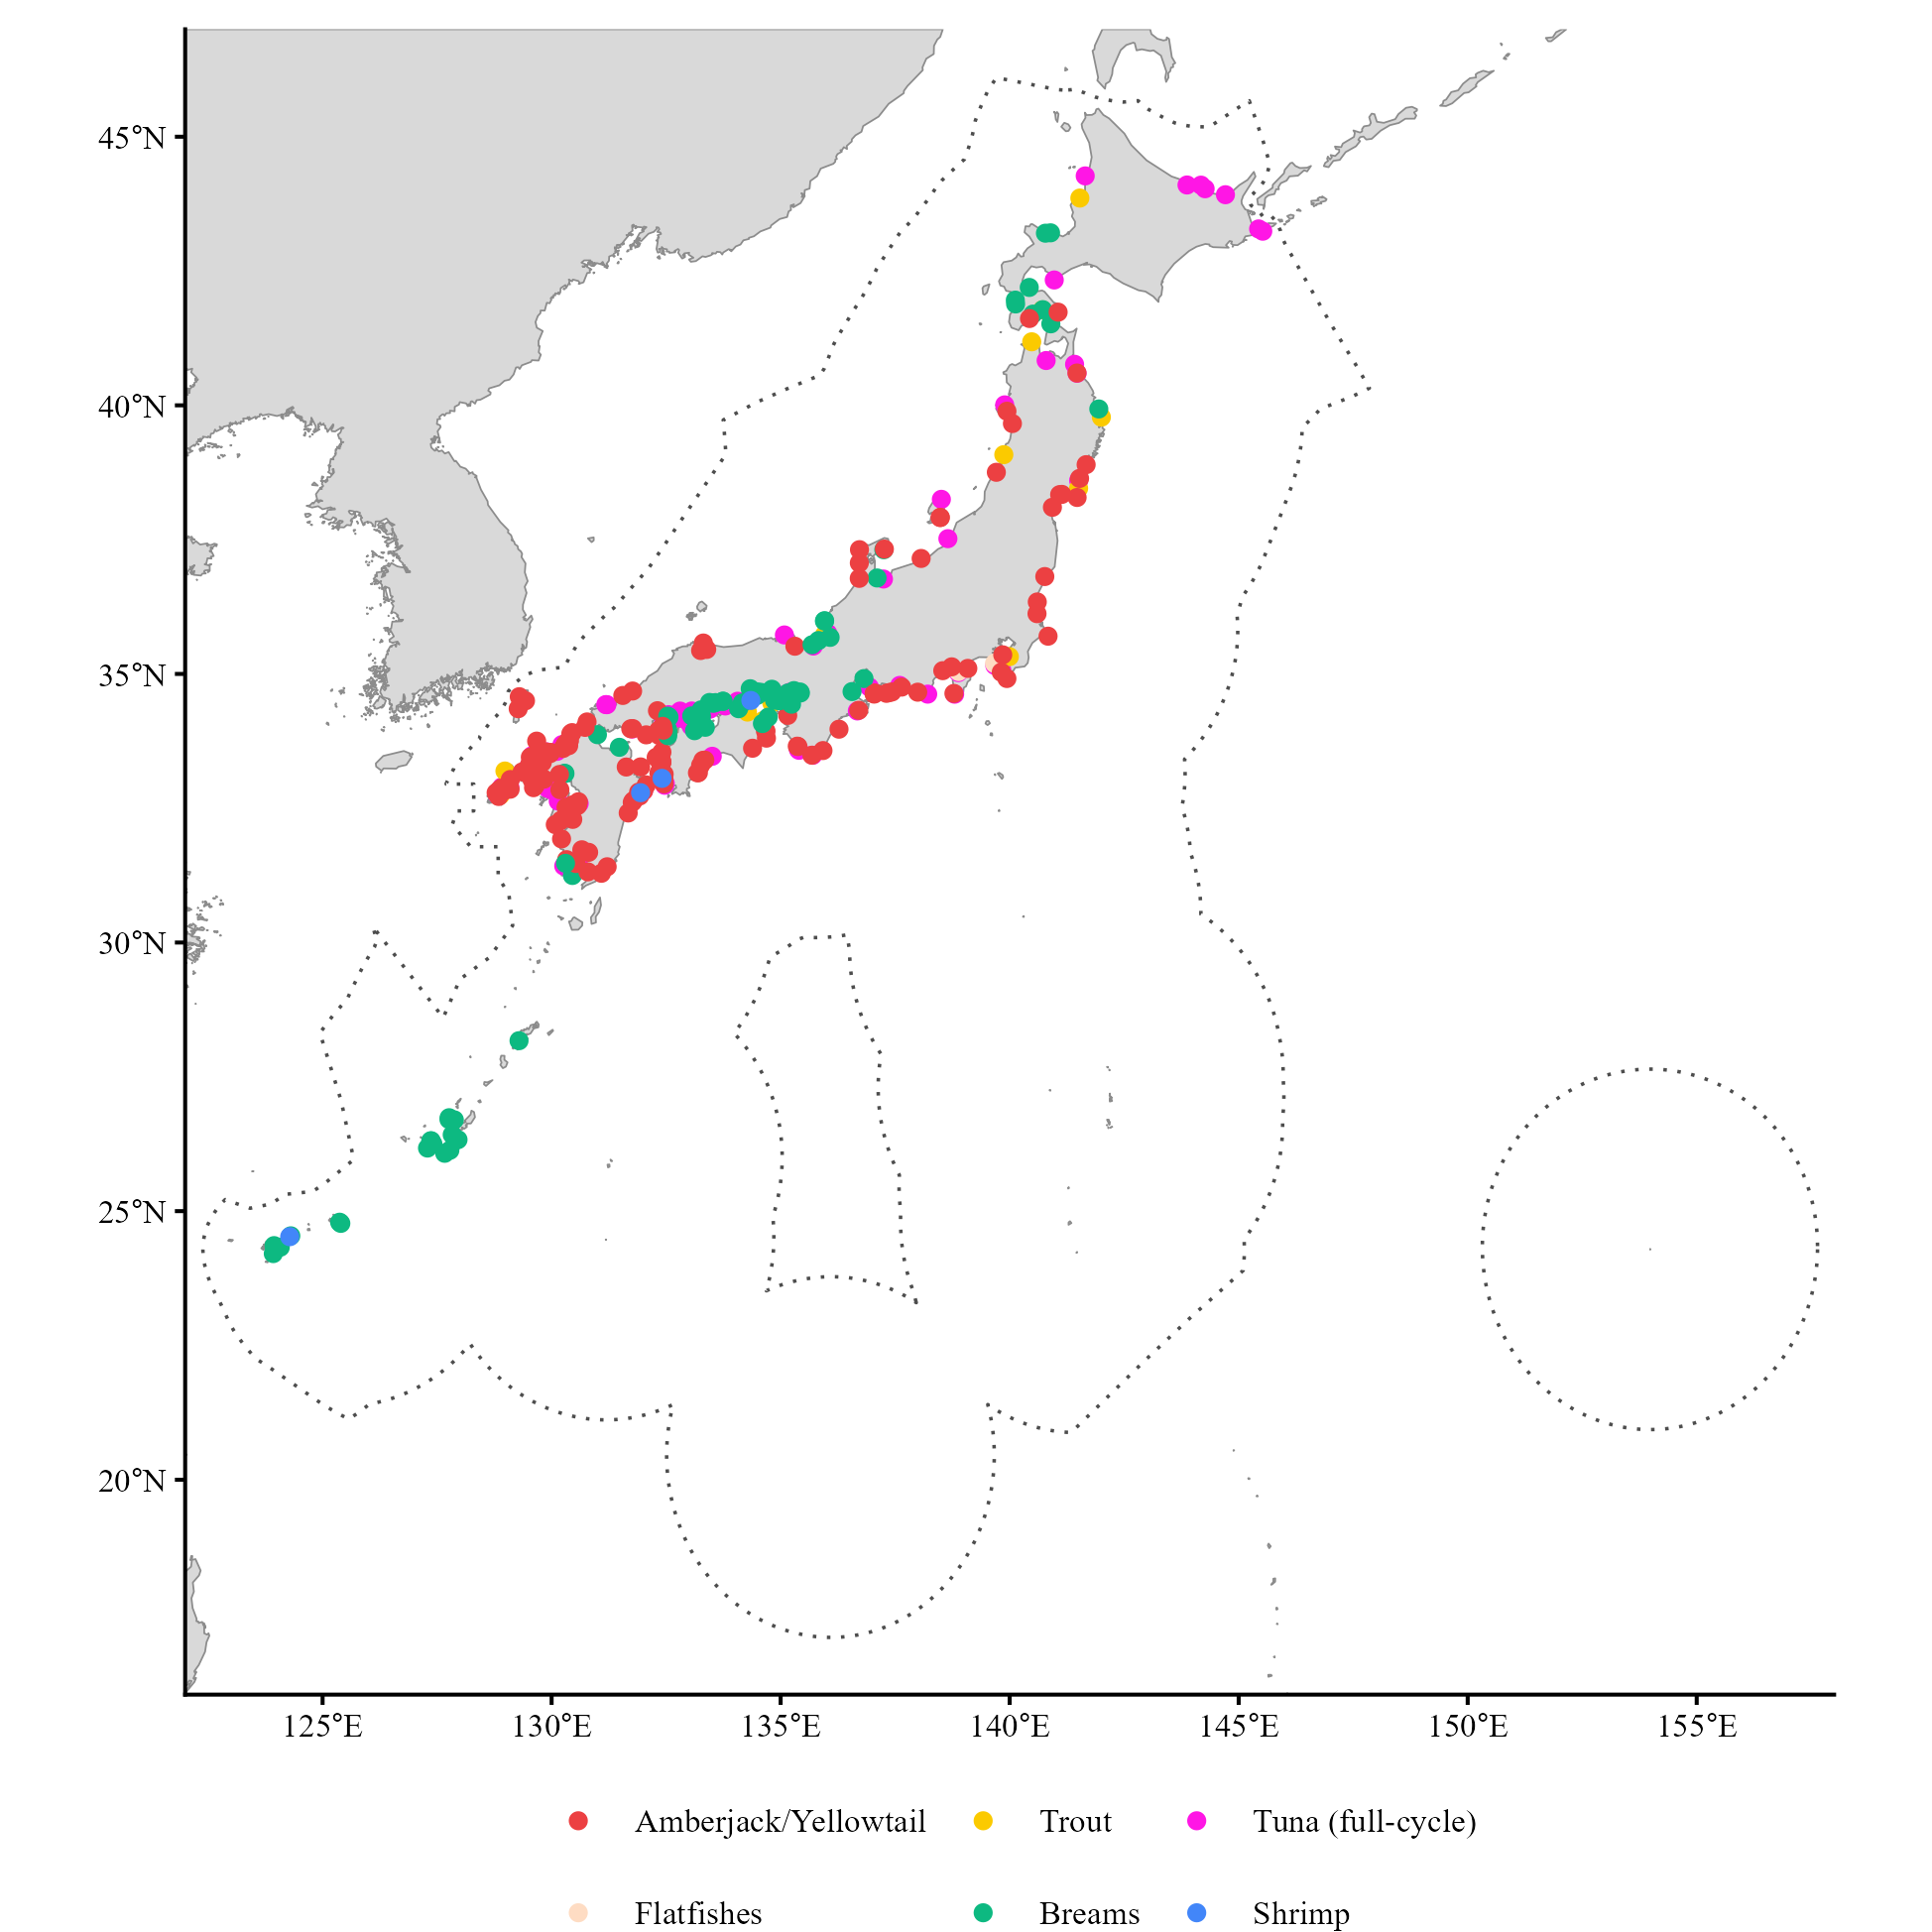 45°N
40°N
35°N
30°N
25°N
20°N
125°E 130°E 135°E 140°E 145°E 150°E 155°E
Amberjack/Yellowtail Trout Tuna (full-cycle)
Flatfishes Breams Shrimp